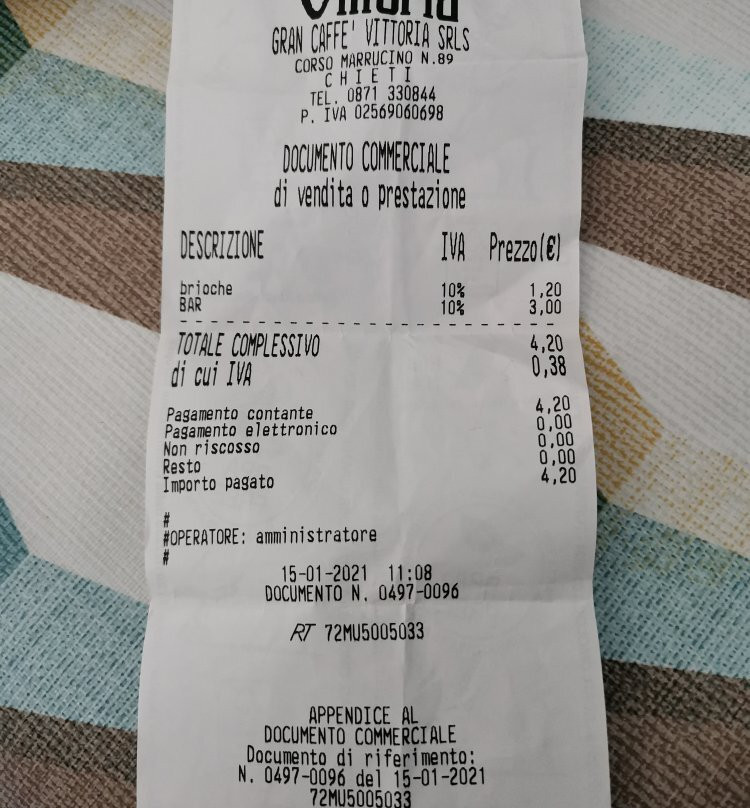 Vittoria
GRAN CAFFE' VITTORIA SRLS
CORSO MARRUCINO N.89
CHIETI
TEL. 0871 330844
P. IVA 02569060698
DOCUMENTO COMMERCIALE
di vendita o prestazione
DESCRIZIONE IVA Prezzo(€)
brioche 10% 1,20
BAR 10% 3,00
- - - - - - - - - - - - - - - - - - - - - - - - - - - - - -
TOTALE COMPLESSIVO 4,20
di cui IVA 0,38
Pagamento contante 4,20
Pagamento elettronico 0,00
Non riscosso 0,00
Resto 0,00
Importo pagato 4,20
#
#OPERATORE: amministratore
#
15-01-2021 11:08
DOCUMENTO N. 0497-0096
RT 72MU5005033
APPENDICE AL
DOCUMENTO COMMERCIALE
Documento di riferimento:
N. 0497-0096 del 15-01-2021
72MU5005033